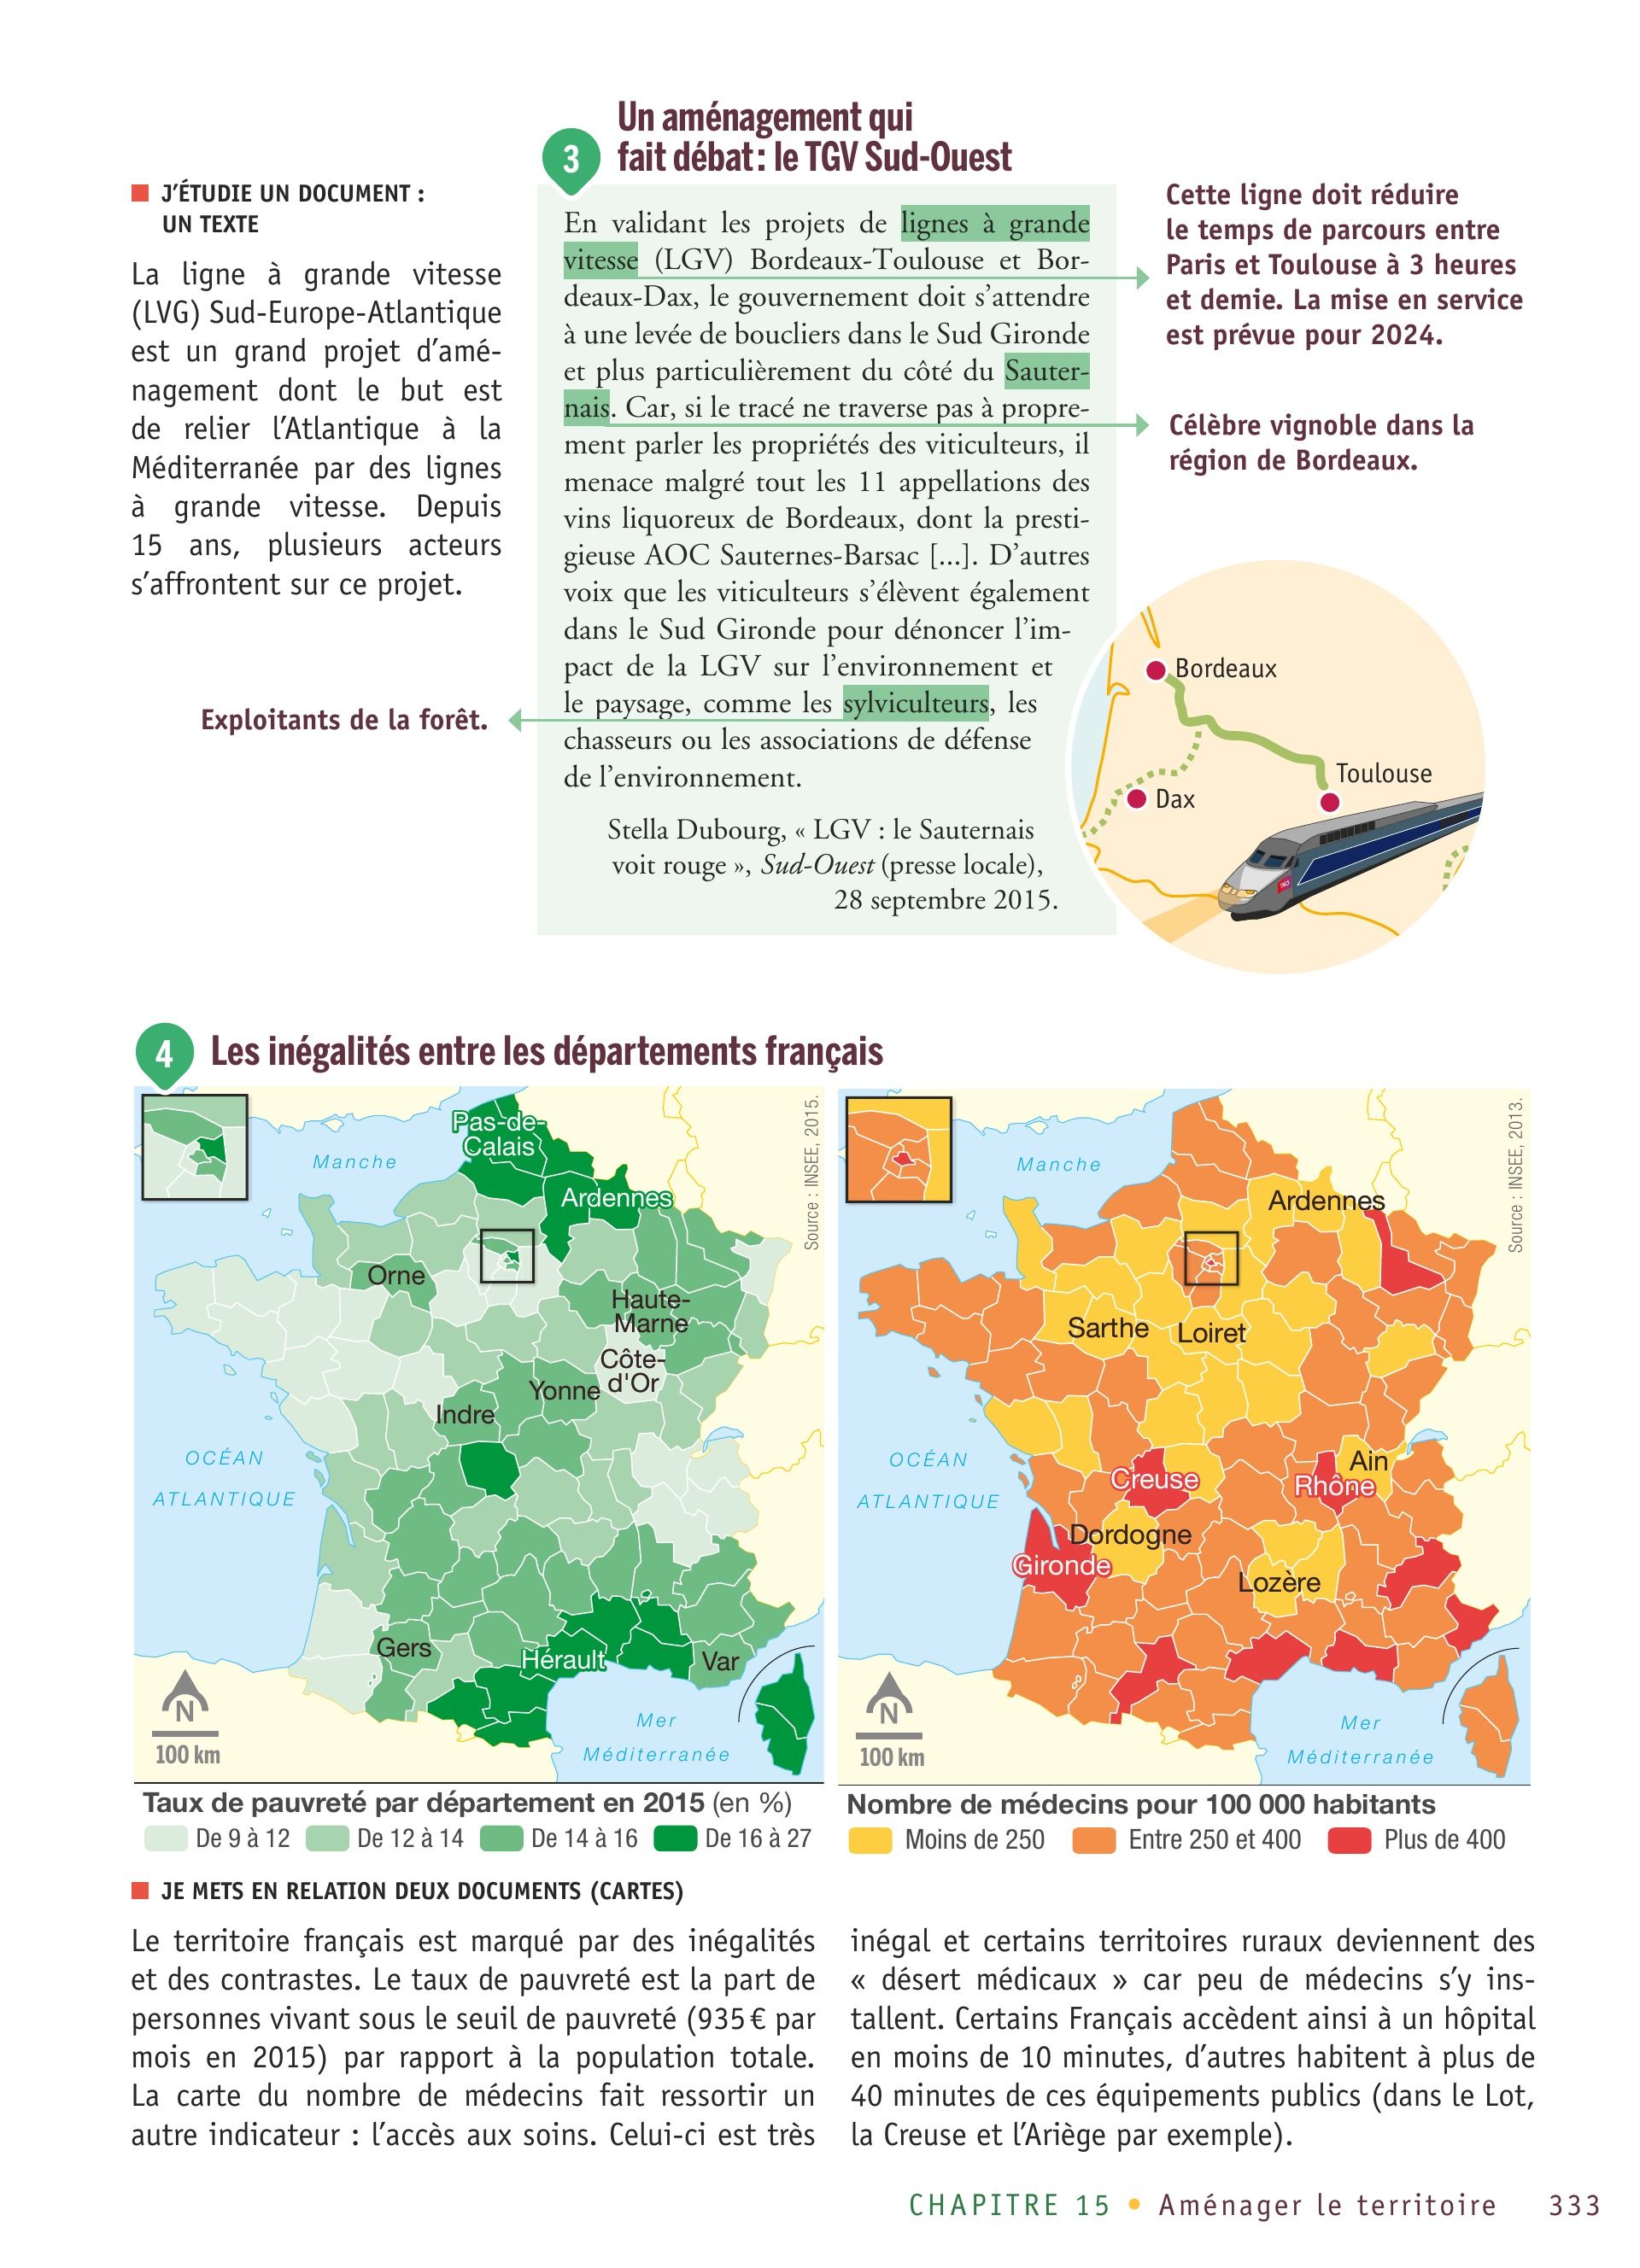 3
Un aménagement qui
fait débat : le TGV Sud-Ouest
J'ÉTUDIE UN DOCUMENT :
UN TEXTE
La ligne à grande vitesse
(LVG) Sud-Europe-Atlantique
est un grand projet d'amé-
nagement dont le but est
de relier l'Atlantique à la
Méditerranée par des lignes
à grande vitesse. Depuis
15 ans, plusieurs acteurs
s'affrontent sur ce projet.
En validant les projets de lignes à grande
vitesse (LGV) Bordeaux-Toulouse et Bor-
deaux-Dax, le gouvernement doit s'attendre
à une levée de boucliers dans le Sud Gironde
et plus particulièrement du côté du Sauter-
nais. Car, si le tracé ne traverse pas à propre-
ment parler les propriétés des viticulteurs, il
menace malgré tout les 11 appellations des
vins liquoreux de Bordeaux, dont la presti-
gieuse AOC Sauternes-Barsac [...]. D'autres
voix que les viticulteurs s'élèvent également
dans le Sud Gironde pour dénoncer l'im-
pact de la LGV sur l'environnement et
le paysage, comme les sylviculteurs, les
chasseurs ou les associations de défense
de l'environnement.
Stella Dubourg, « LGV : le Sauternais
voit rouge », Sud-Ouest (presse locale),
28 septembre 2015.
Cette ligne doit réduire
le temps de parcours entre
Paris et Toulouse à 3 heures
et demie. La mise en service
est prévue pour 2024.
Célèbre vignoble dans la
région de Bordeaux.
Exploitants de la forêt.
Bordeaux
Toulouse
Dax
4
Les inégalités entre les départements français
Pas-de-
Calais
Manche
Ardennes
Orne
Haute-
Marne
Côte-
d'Or
Yonne
Indre
OCÉAN
ATLANTIQUE
Gers
Hérault
Var
N
100 km
Mer
Méditerranée
Source : INSEE, 2015.
Taux de pauvreté par département en 2015 (en %)
De 9 à 12
De 12 à 14
De 14 à 16
De 16 à 27
Manche
Ardennes
Sarthe
Loiret
OCÉAN
ATLANTIQUE
Creuse
Ain
Rhône
Dordogne
Gironde
Lozère
N
100 km
Mer
Méditerranée
Source : INSEE, 2013.
Nombre de médecins pour 100 000 habitants
Moins de 250
Entre 250 et 400
Plus de 400
JE METS EN RELATION DEUX DOCUMENTS (CARTES)
Le territoire français est marqué par des inégalités
et des contrastes. Le taux de pauvreté est la part de
personnes vivant sous le seuil de pauvreté (935 € par
mois en 2015) par rapport à la population totale.
La carte du nombre de médecins fait ressortir un
autre indicateur : l'accès aux soins. Celui-ci est très
inégal et certains territoires ruraux deviennent des
« désert médicaux » car peu de médecins s'y ins-
tallent. Certains Français accèdent ainsi à un hôpital
en moins de 10 minutes, d'autres habitent à plus de
40 minutes de ces équipements publics (dans le Lot,
la Creuse et l'Ariège par exemple).
CHAPITRE 15 • Aménager le territoire 333